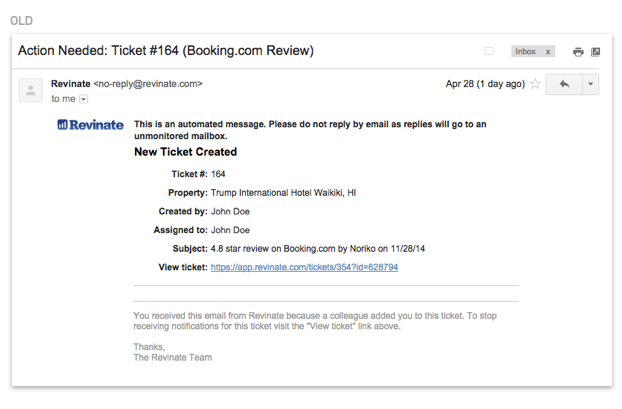 OLD
Action Needed: Ticket #164 (Booking.com Review)
Inbox x
Revinate <no-reply@revinate.com>
Apr 28 (1 day ago)
to me
Revinate
This is an automated message. Please do not reply by email as replies will go to an
unmonitored mailbox.
New Ticket Created
Ticket #: 164
Property: Trump International Hotel Waikiki, HI
Created by: John Doe
Assigned to: John Doe
Subject: 4.8 star review on Booking.com by Noriko on 11/28/14
View ticket: https://app.revinate.com/tickets/354?id=628794
You received this email from Revinate because a colleague added you to this ticket. To stop
receiving notifications for this ticket visit the "View ticket" link above.
Thanks,
The Revinate Team